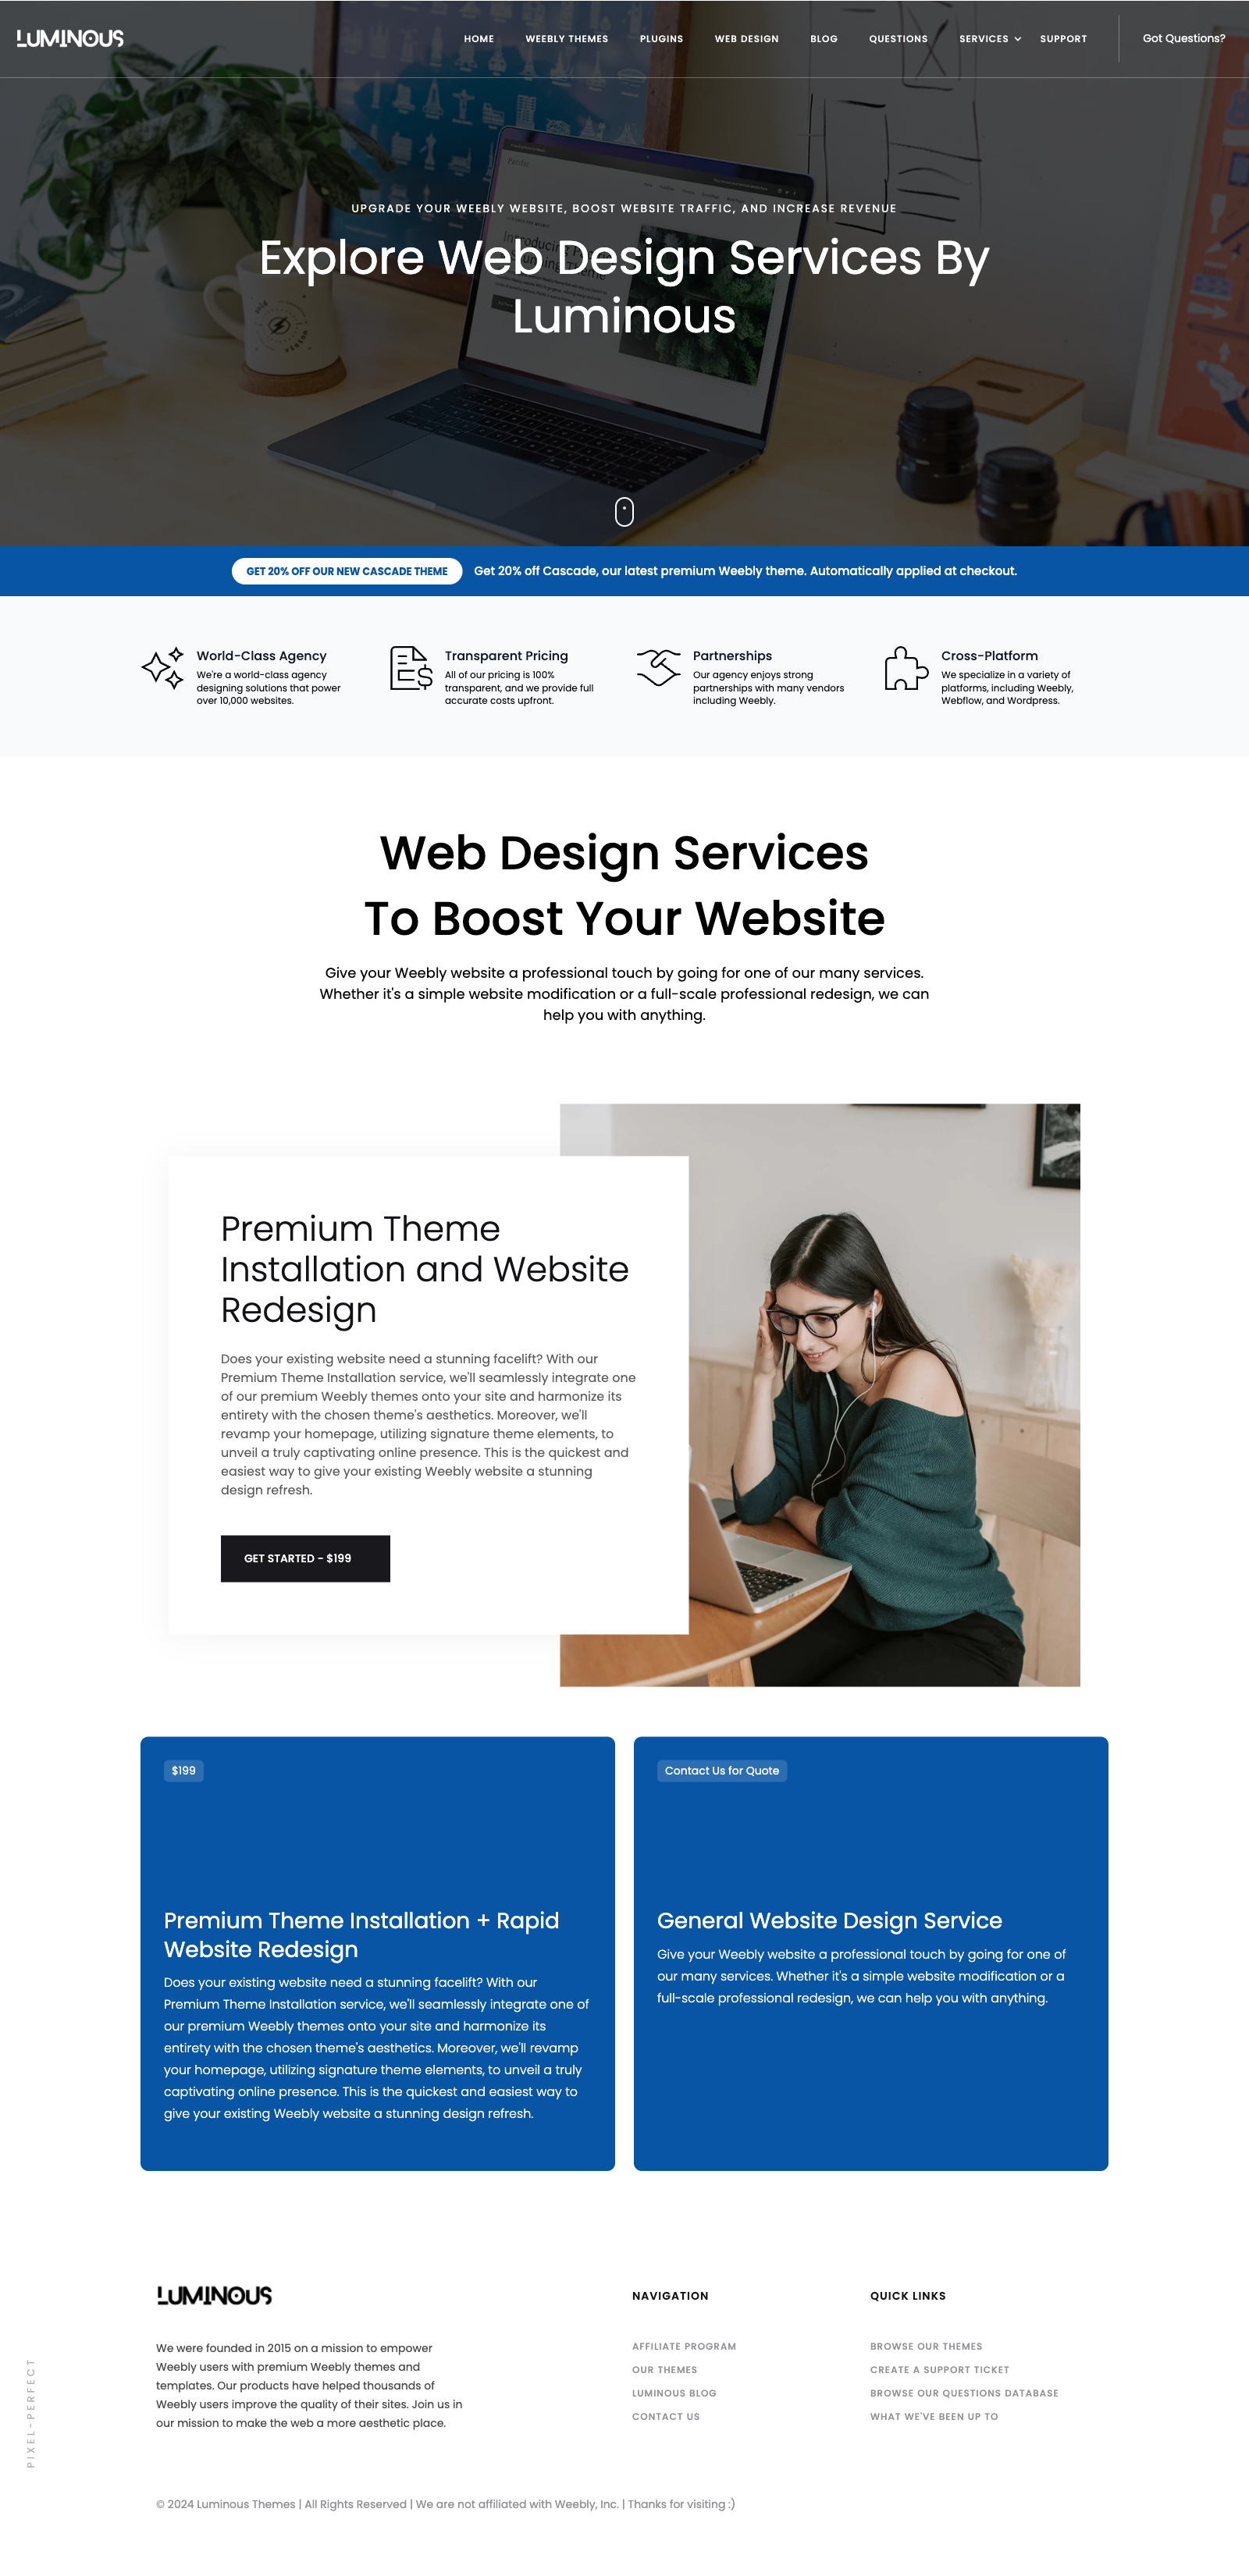 LUMINOUS
HOME WEEBLY THEMES PLUGINS WEB DESIGN BLOG QUESTIONS SERVICES SUPPORT Got Questions?
UPGRADE YOUR WEEBLY WEBSITE, BOOST WEBSITE TRAFFIC, AND INCREASE REVENUE
Explore Web Design Services By
Luminous
GET 20% OFF OUR NEW CASCADE THEME Get 20% off Cascade, our latest premium Weebly theme. Automatically applied at checkout.
World-Class Agency
We're a world-class agency
designing solutions that power
over 10,000 websites.
Transparent Pricing
All of our pricing is 100%
transparent, and we provide full
accurate costs upfront.
Partnerships
Our agency enjoys strong
partnerships with many vendors
including Weebly.
Cross-Platform
We specialize in a variety of
platforms, including Weebly,
Webflow, and Wordpress.
Web Design Services
To Boost Your Website
Give your Weebly website a professional touch by going for one of our many services.
Whether it's a simple website modification or a full-scale professional redesign, we can
help you with anything.
Premium Theme
Installation and Website
Redesign
Does your existing website need a stunning facelift? With our
Premium Theme Installation service, we'll seamlessly integrate one
of our premium Weebly themes onto your site and harmonize its
entirety with the chosen theme's aesthetics. Moreover, we'll
revamp your homepage, utilizing signature theme elements, to
unveil a truly captivating online presence. This is the quickest and
easiest way to give your existing Weebly website a stunning
design refresh.
GET STARTED - $199
$199
Premium Theme Installation + Rapid
Website Redesign
Does your existing website need a stunning facelift? With our
Premium Theme Installation service, we'll seamlessly integrate one of
our premium Weebly themes onto your site and harmonize its
entirety with the chosen theme's aesthetics. Moreover, we'll revamp
your homepage, utilizing signature theme elements, to unveil a truly
captivating online presence. This is the quickest and easiest way to
give your existing Weebly website a stunning design refresh.
Contact Us for Quote
General Website Design Service
Give your Weebly website a professional touch by going for one of
our many services. Whether it's a simple website modification or a
full-scale professional redesign, we can help you with anything.
LUMINOUS
We were founded in 2015 on a mission to empower
Weebly users with premium Weebly themes and
templates. Our products have helped thousands of
Weebly users improve the quality of their sites. Join us in
our mission to make the web a more aesthetic place.
NAVIGATION
AFFILIATE PROGRAM
OUR THEMES
LUMINOUS BLOG
CONTACT US
QUICK LINKS
BROWSE OUR THEMES
CREATE A SUPPORT TICKET
BROWSE OUR QUESTIONS DATABASE
WHAT WE'VE BEEN UP TO
PIXEL-PERFECT
© 2024 Luminous Themes | All Rights Reserved | We are not affiliated with Weebly, Inc. | Thanks for visiting :)